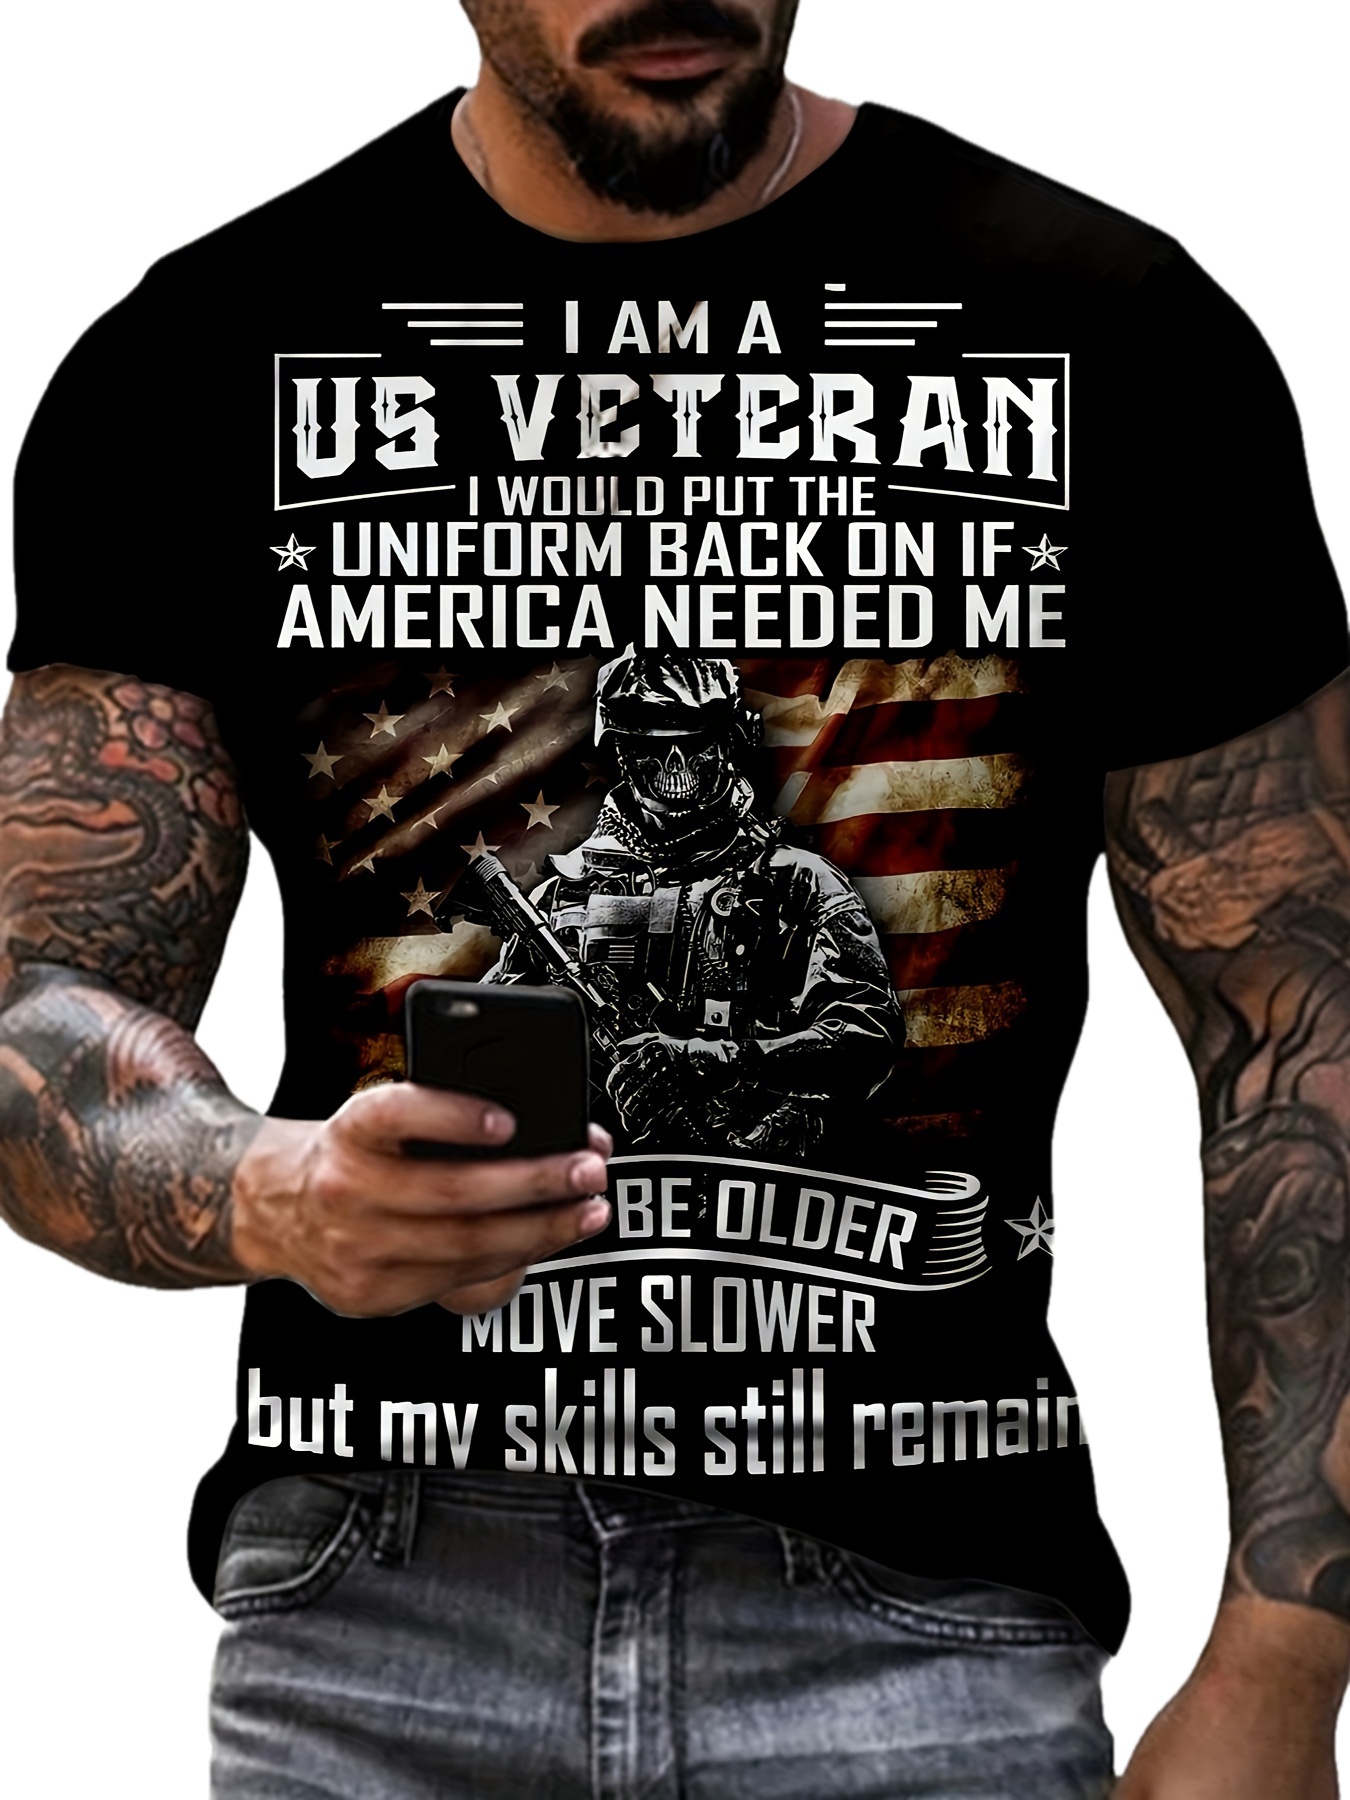 I AM A
US VETERAN
I WOULD PUT THE
UNIFORM BACK ON IF
AMERICA NEEDED ME
BE OLDER
MOVE SLOWER
but my skills still remain